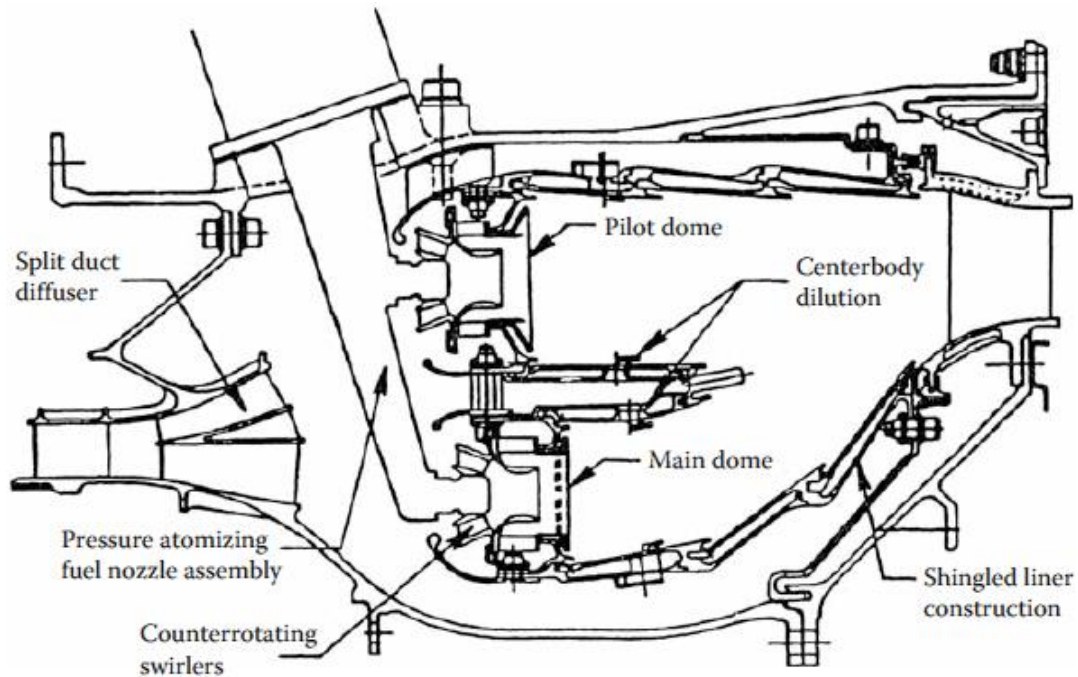 Pilot dome
Split duct
diffuser
Centerbody
dilution
Main dome
Pressure atomizing
fuel nozzle assembly
Shingled liner
construction
Counterrotating
swirlers